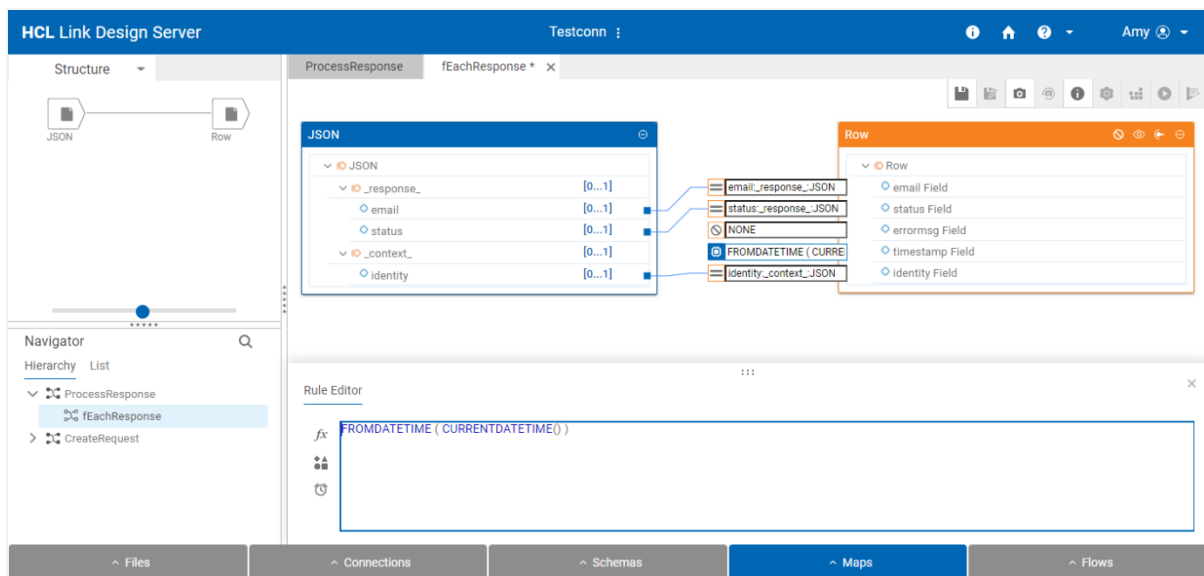 HCL Link Design Server
Testconn
Amy
Structure
ProcessResponse
fEachResponse *
JSON
Row
JSON
Row
JSON
_response_ [0...1]
email [0...1]
status [0...1]
_context_ [0...1]
identity [0...1]
email:_response_:JSON
status:_response_:JSON
NONE
FROMDATETIME ( CURRE
identity:_context_:JSON
Row
email Field
status Field
errormsg Field
timestamp Field
identity Field
Navigator
Hierarchy List
ProcessResponse
fEachResponse
CreateRequest
Rule Editor
fx
FROMDATETIME ( CURRENTDATETIME() )
Files
Connections
Schemas
Maps
Flows